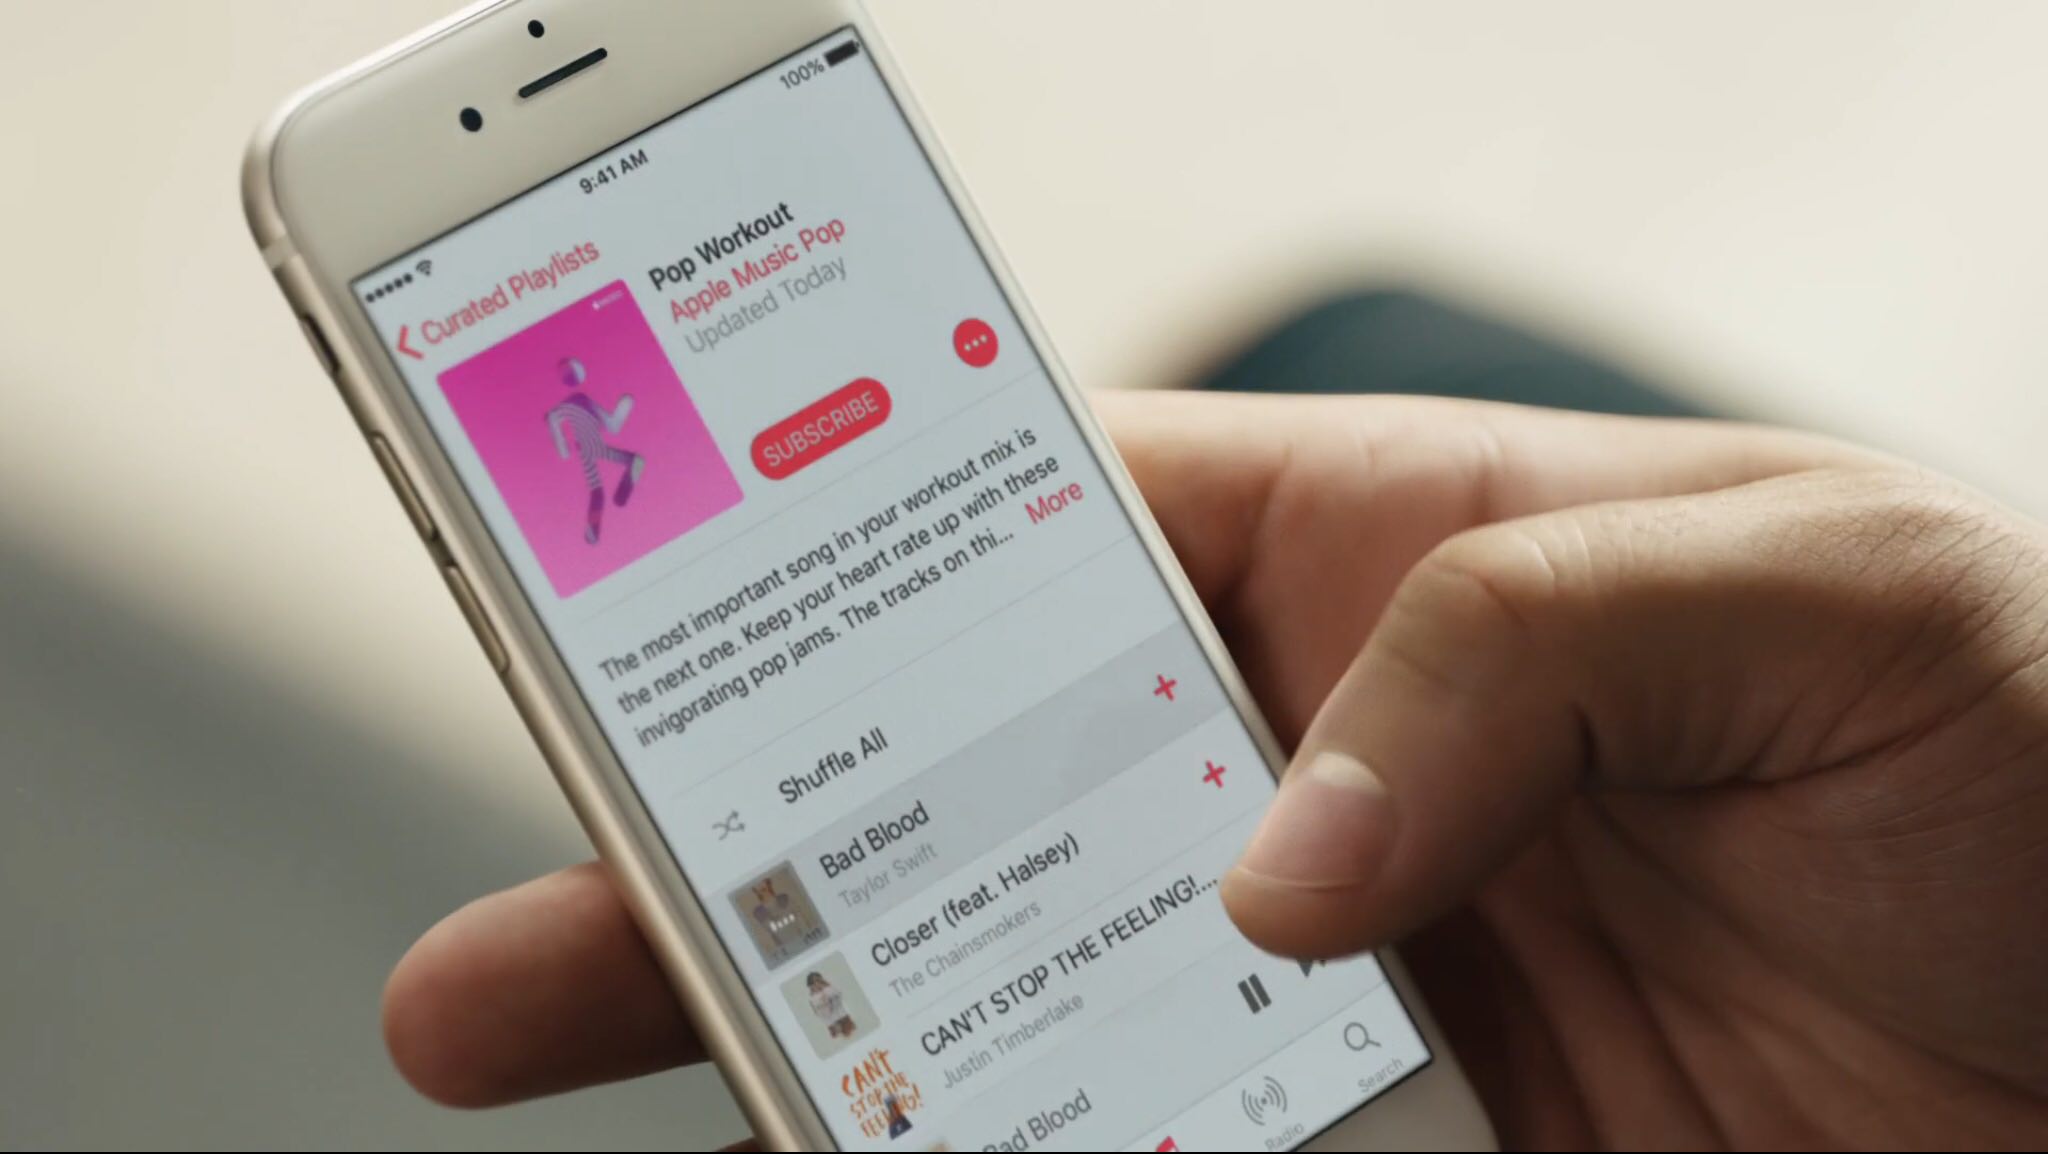 100%
9:41 AM
Curated Playlists
Pop Workout
Apple Music Pop
Updated Today
SUBSCRIBE
The most important song in your workout mix is
the next one. Keep your heart rate up with these
invigorating pop jams. The tracks on thi... More
Shuffle All
Bad Blood
Taylor Swift
Closer (feat. Halsey)
The Chainsmokers
CAN'T STOP THE FEELING!...
Justin Timberlake
CAN'T
STOP THE
FEELING!
Bad Blood
Radio
Search